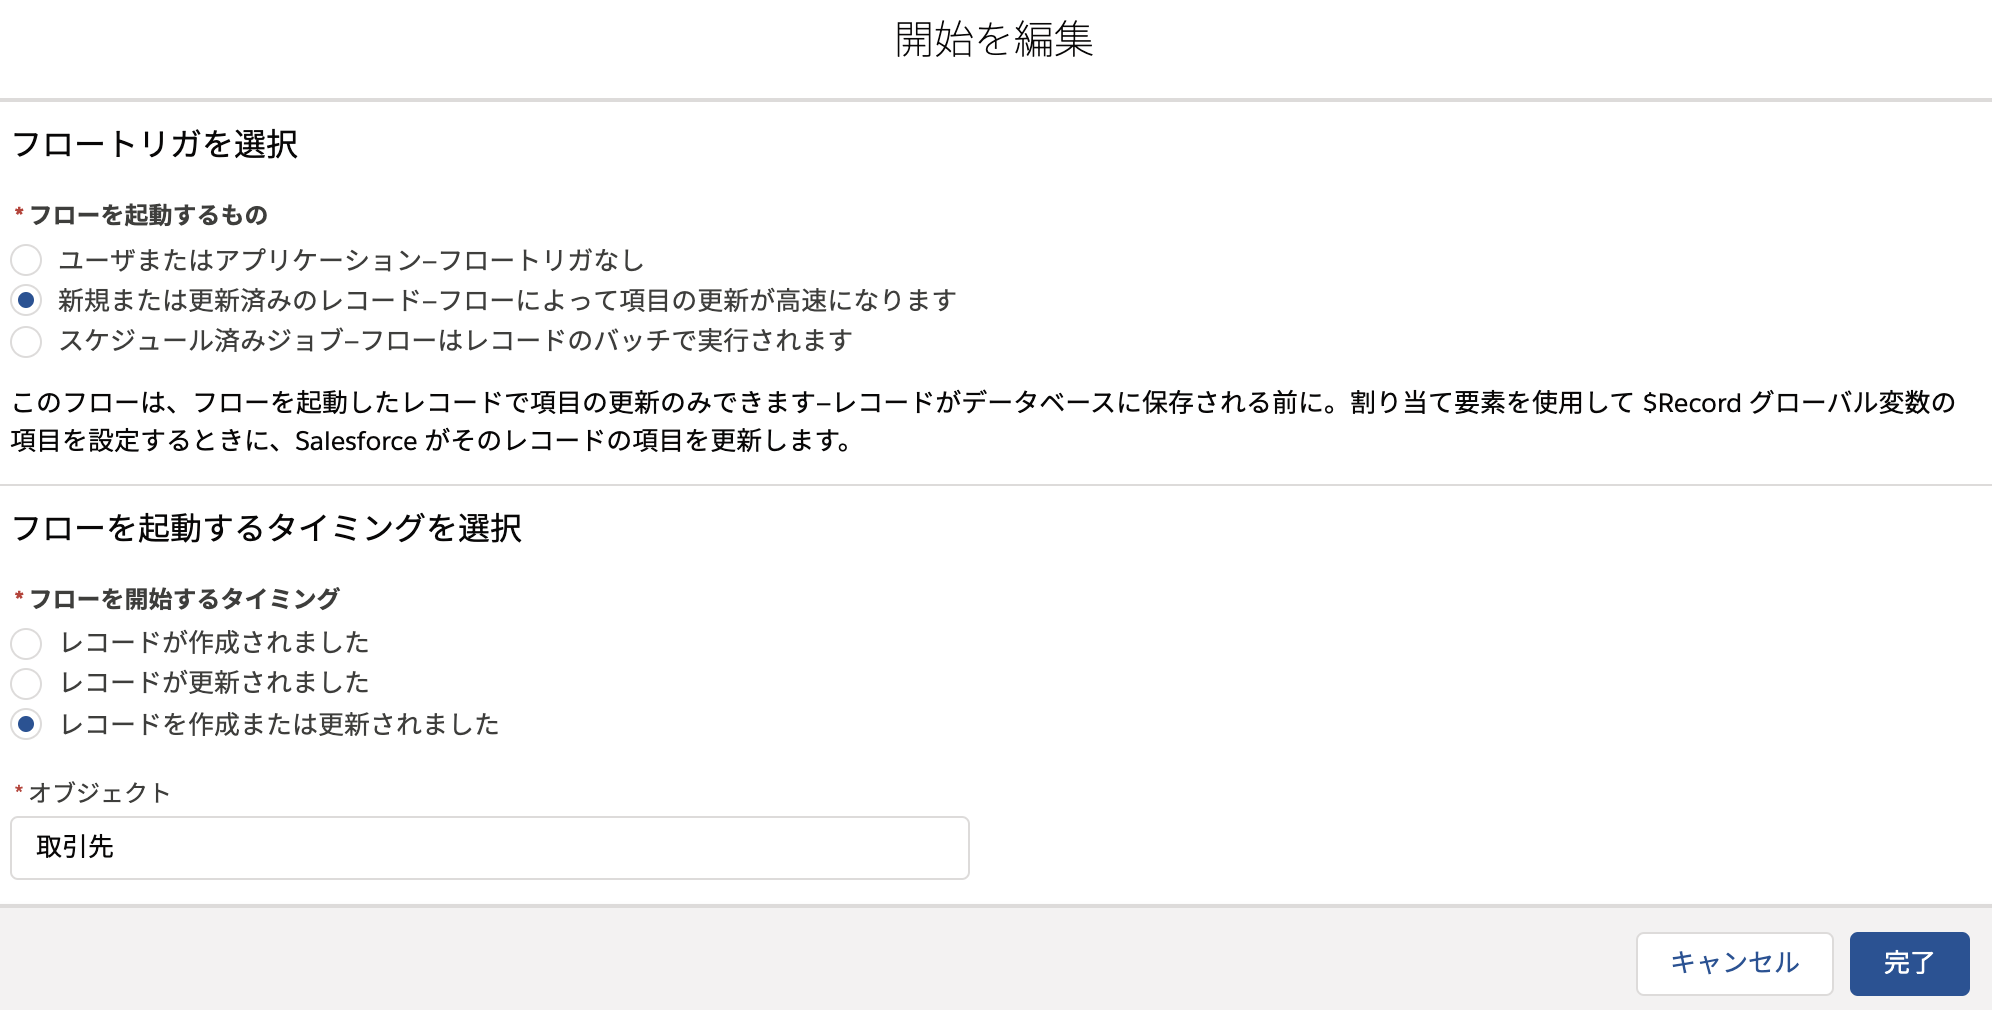 開始を編集
フロートリガを選択
* フローを起動するもの
ユーザまたはアプリケーション–フロートリガなし
新規または更新済みのレコード–フローによって項目の更新が高速になります
スケジュール済みジョブ–フローはレコードのバッチで実行されます
このフローは、フローを起動したレコードで項目の更新のみできます–レコードがデータベースに保存される前に。割り当て要素を使用して $Record グローバル変数の
項目を設定するときに、Salesforce がそのレコードの項目を更新します。
フローを起動するタイミングを選択
* フローを開始するタイミング
レコードが作成されました
レコードが更新されました
レコードを作成または更新されました
* オブジェクト
取引先
キャンセル
完了